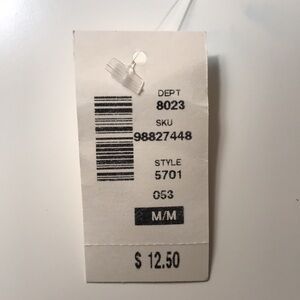 DEPT
8023
SKU
98827448
STYLE
5701
053
M/M
$ 12.50